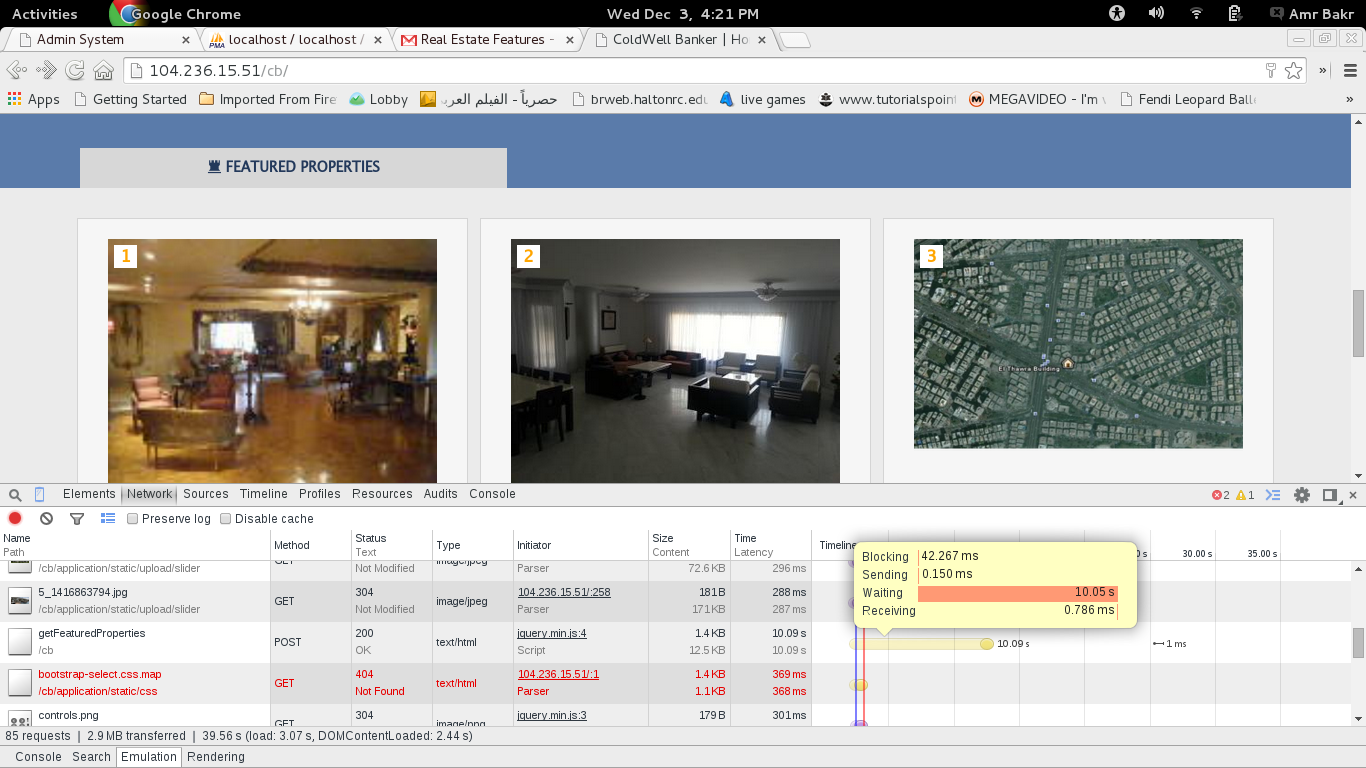 Activities
Google Chrome
Wed Dec 3, 4:21 PM
Amr Bakr
Admin System
localhost / localhost /
Real Estate Features -
ColdWell Banker | Ho
104.236.15.51/cb/
Apps
Getting Started
Imported From Fire
Lobby
حصرياً - الفيلم العرب
brweb.haltonrc.edu
live games
www.tutorialspoin
MEGAVIDEO - I'm
Fendi Leopard Balle
»
FEATURED PROPERTIES
1
2
3
El Thawra Building
Elements Network Sources Timeline Profiles Resources Audits Console
2 1
Preserve log Disable cache
Name Method Status Type Initiator Size Time Timeline
Path Text Content Latency
30.00 s 35.00 s
Blocking 42.267 ms
Sending 0.150 ms
Waiting 10.05 s
Receiving 0.786 ms
GET image/jpeg
/cb/application/static/upload/slider Not Modified Parser 72.6 KB 296 ms
5_1416863794.jpg GET 304 image/jpeg 104.236.15.51/:258 181 B 288 ms
/cb/application/static/upload/slider Not Modified Parser 171 KB 287 ms
getFeaturedProperties POST 200 text/html jquery.min.js:4 1.4 KB 10.09 s 10.09 s 1 ms
/cb OK Script 12.5 KB 10.09 s
bootstrap-select.css.map GET 404 text/html 104.236.15.51/:1 1.4 KB 369 ms
/cb/application/static/css Not Found Parser 1.1 KB 368 ms
controls.png GET 304 image/png jquery.min.js:3 179 B 301 ms
85 requests | 2.9 MB transferred | 39.56 s (load: 3.07 s, DOMContentLoaded: 2.44 s)
Console Search Emulation Rendering